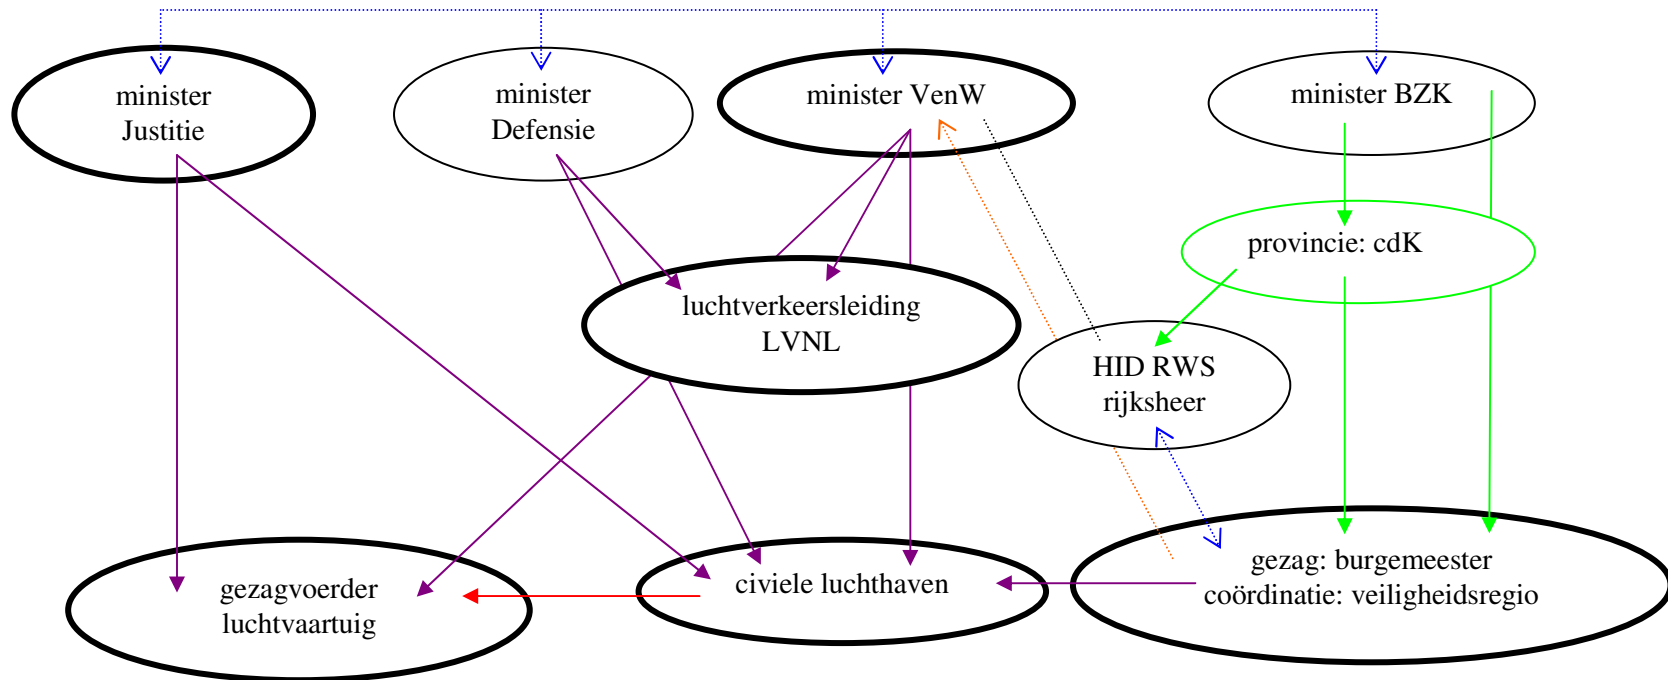 minister
Justitie
minister
Defensie
minister VenW
minister BZK
provincie: cdK
luchtverkeersleiding
LVNL
HID RWS
rijksheer
gezagvoerder
luchtvaartuig
civiele luchthaven
gezag: burgemeester
coördinatie: veiligheidsregio